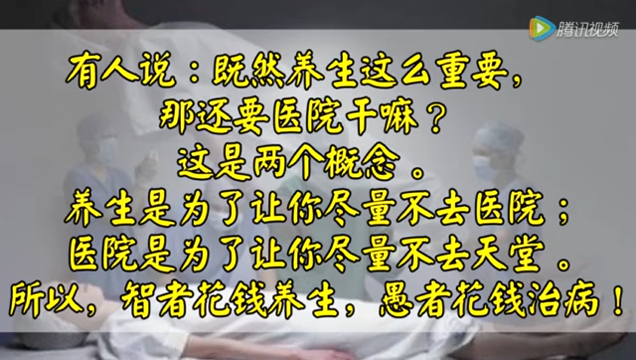 腾讯视频
有人说：既然养生这么重要，
那还要医院干嘛？
这是两个概念。
养生是为了让你尽量不去医院；
医院是为了让你尽量不去天堂。
所以，智者花钱养生，愚者花钱治病！